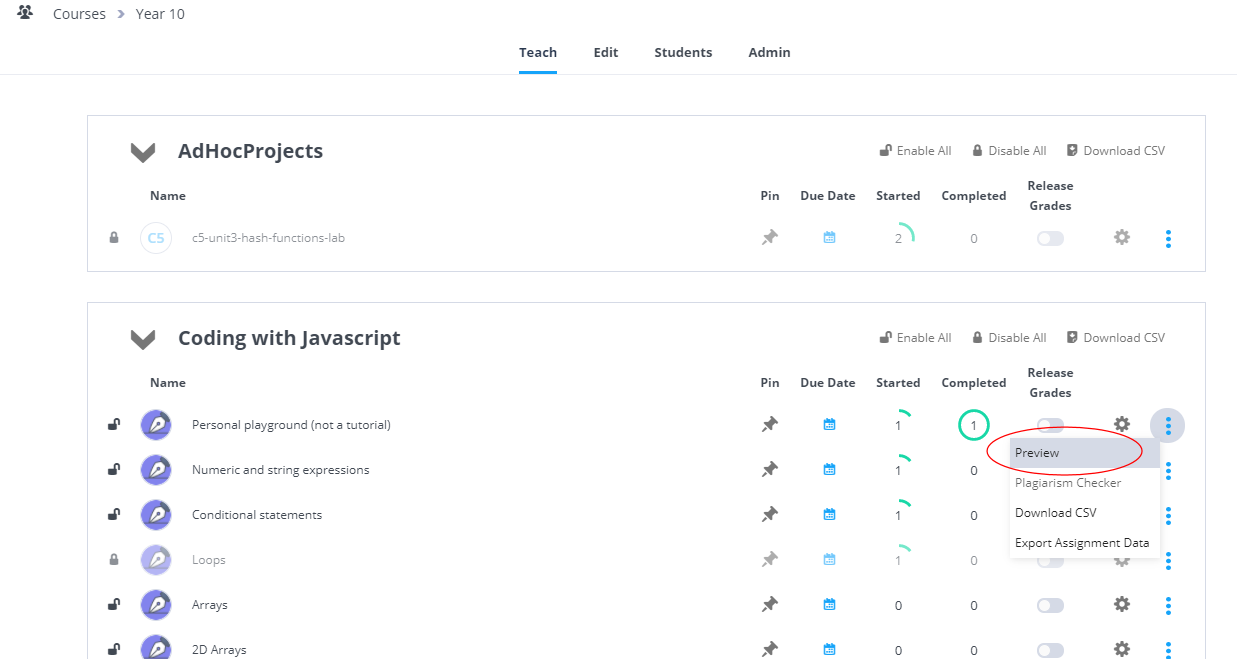 Courses > Year 10
Teach Edit Students Admin
AdHocProjects Enable All Disable All Download CSV
Name Pin Due Date Started Completed Release Grades
C5 c5-unit3-hash-functions-lab 2 0
Coding with Javascript Enable All Disable All Download CSV
Name Pin Due Date Started Completed Release Grades
Personal playground (not a tutorial) 1 1
Preview
Numeric and string expressions 1 0
Plagiarism Checker
Conditional statements 1 0
Download CSV
Export Assignment Data
Loops 1 0
Arrays 0 0
2D Arrays 0 0